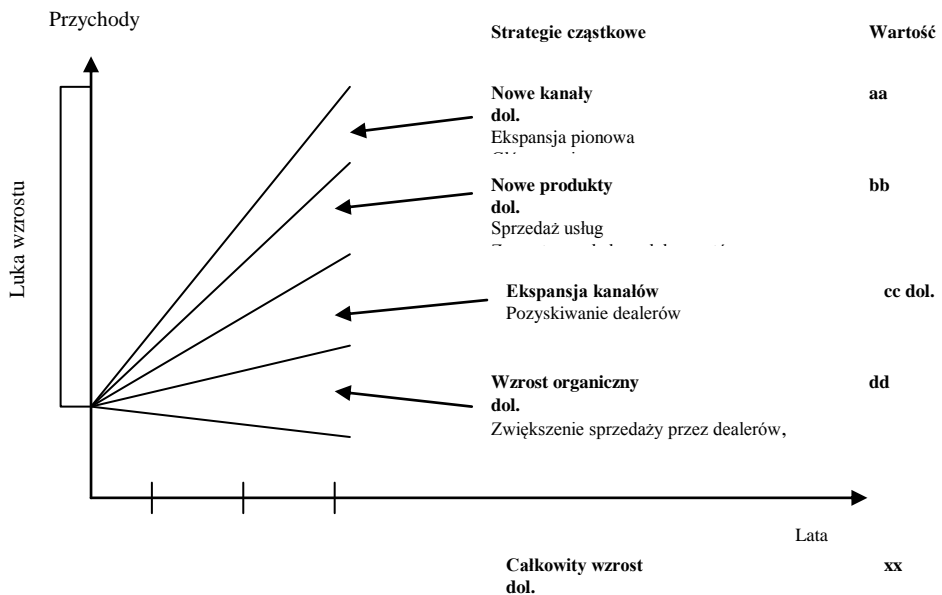 Przychody
Strategie cząstkowe Wartość
Nowe kanały aa
dol.
Ekspansja pionowa
Nowe produkty bb
dol.
Sprzedaż usług
Luka wzrostu
Ekspansja kanałów cc dol.
Pozyskiwanie dealerów
Wzrost organiczny dd
dol.
Zwiększenie sprzedaży przez dealerów,
Lata
Całkowity wzrost xx
dol.